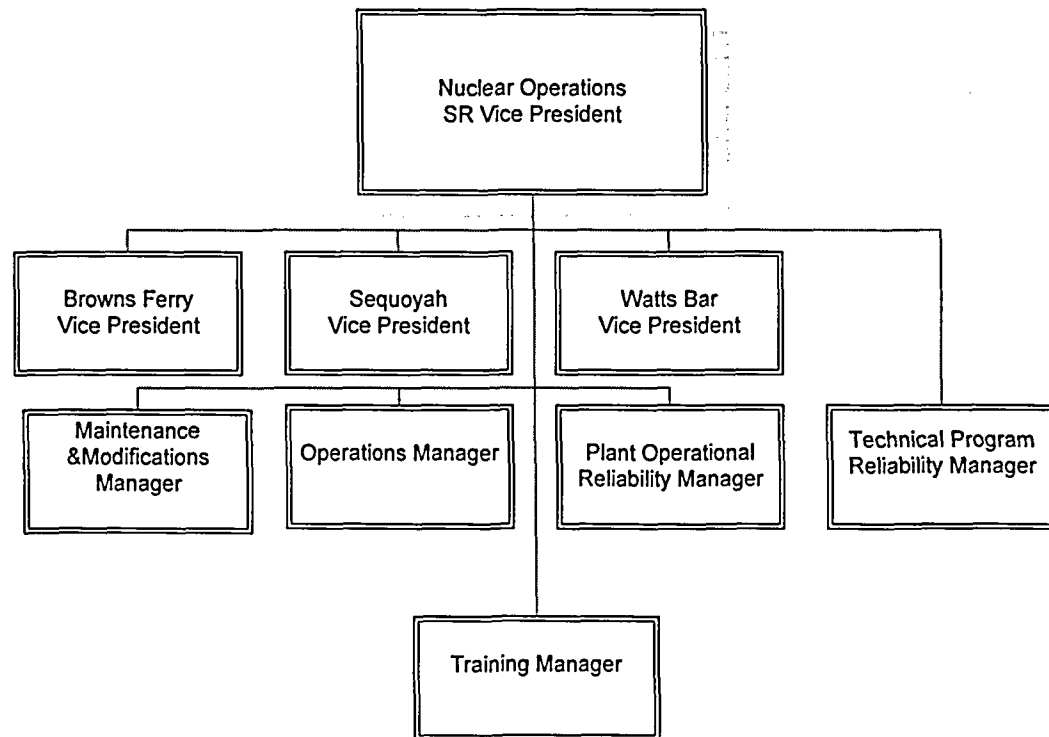 Nuclear Operations
SR Vice President
Browns Ferry
Vice President
Sequoyah
Vice President
Watts Bar
Vice President
Maintenance
&Modifications
Manager
Operations Manager
Plant Operational
Reliability Manager
Technical Program
Reliability Manager
Training Manager